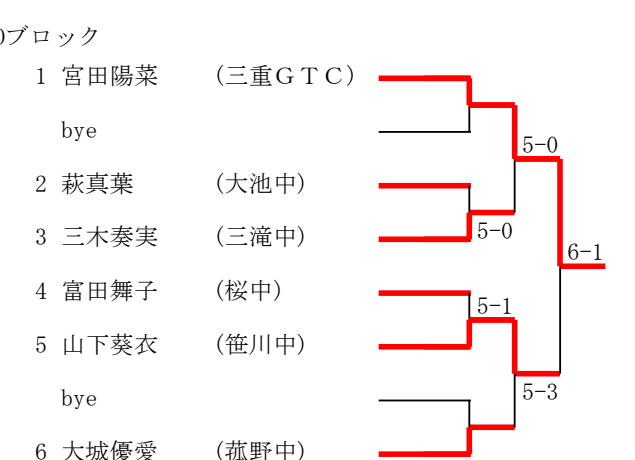 ブロック
1 宮田陽菜 (三重ＧＴＣ)
bye
5-0
2 萩真葉 (大池中)
3 三木奏実 (三滝中)
5-0
6-1
4 富田舞子 (桜中)
5-1
5 山下葵衣 (笹川中)
bye
5-3
6 大城優愛 (菰野中)